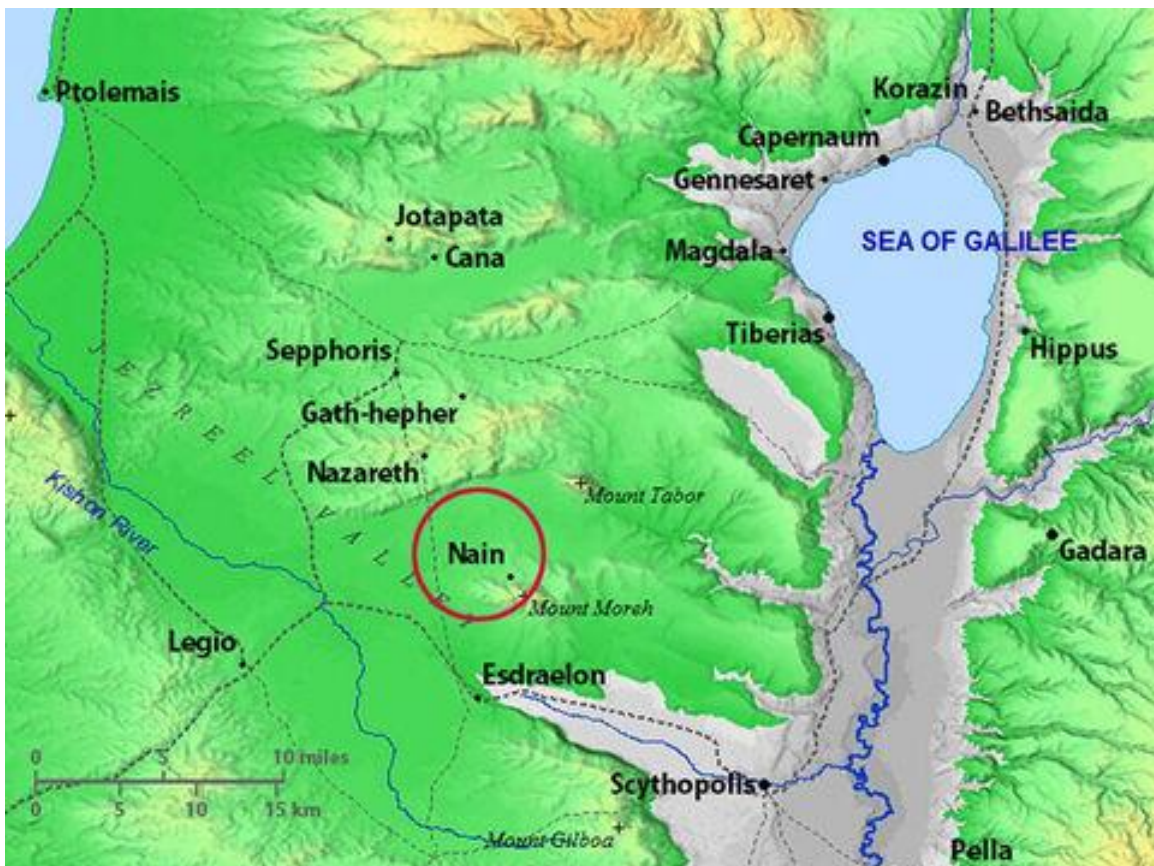 Ptolemais
Korazin
Bethsaida
Capernaum
Gennesaret
Jotapata
Cana
Magdala
SEA OF GALILEE
Tiberias
Hippus
Sepphoris
Gath-hepher
Nazareth
JEZREEL VALLEY
Kishon River
Mount Tabor
Nain
Mount Moreh
Gadara
Legio
Esdraelon
0 5 10 miles
0 5 10 15 km
Scythopolis
Mount Gilboa
Pella